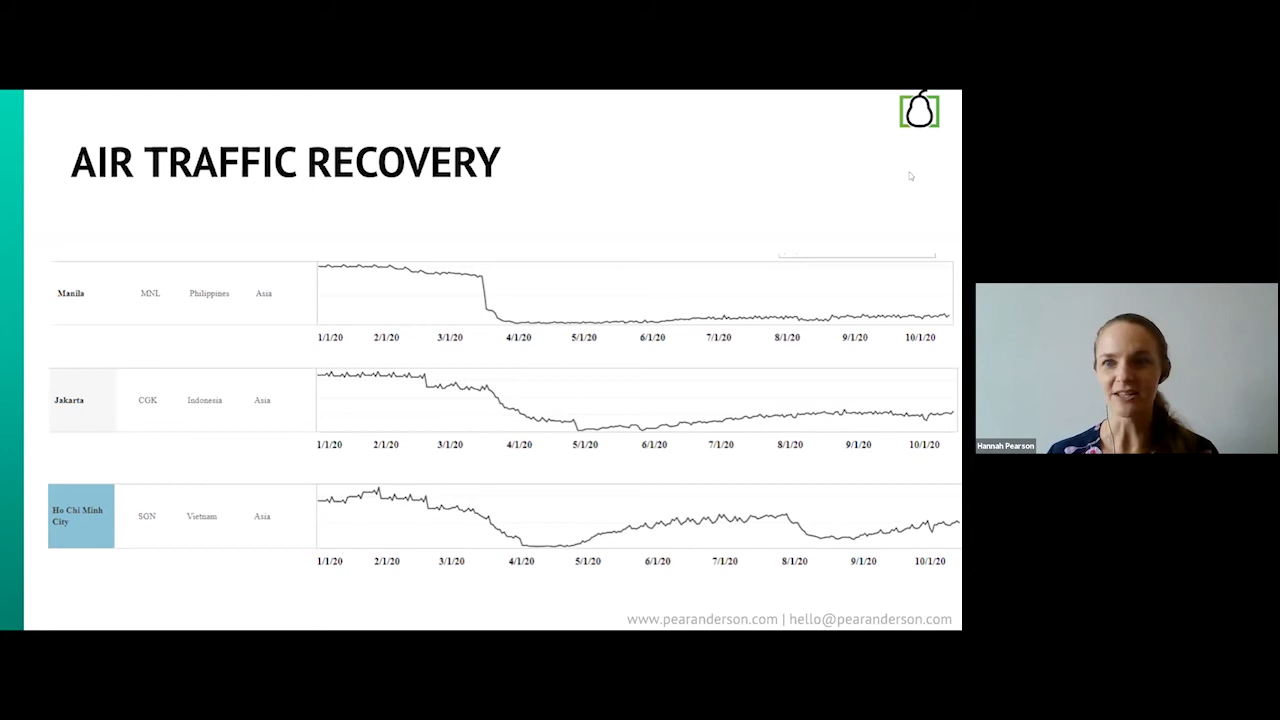 AIR TRAFFIC RECOVERY
Manila MNL Philippines Asia
1/1/20 2/1/20 3/1/20 4/1/20 5/1/20 6/1/20 7/1/20 8/1/20 9/1/20 10/1/20
Jakarta CGK Indonesia Asia
1/1/20 2/1/20 3/1/20 4/1/20 5/1/20 6/1/20 7/1/20 8/1/20 9/1/20 10/1/20
Ho Chi Minh
City
SGN Vietnam Asia
1/1/20 2/1/20 3/1/20 4/1/20 5/1/20 6/1/20 7/1/20 8/1/20 9/1/20 10/1/20
www.pearanderson.com | hello@pearanderson.com
Hannah Pearson